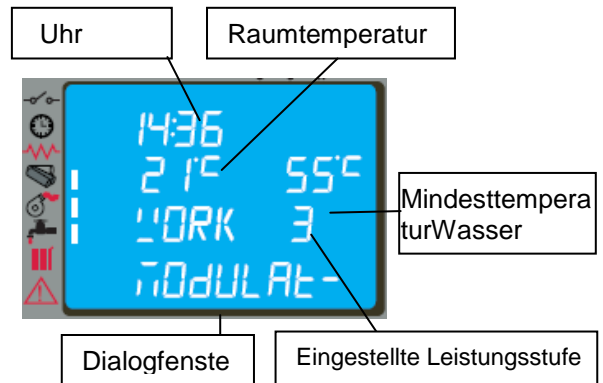 Uhr
Raumtemperatur
14:36
21°C 55°C
WORK 3
MODULAt-
Mindesttempera
turWasser
Dialogfenste
Eingestellte Leistungsstufe